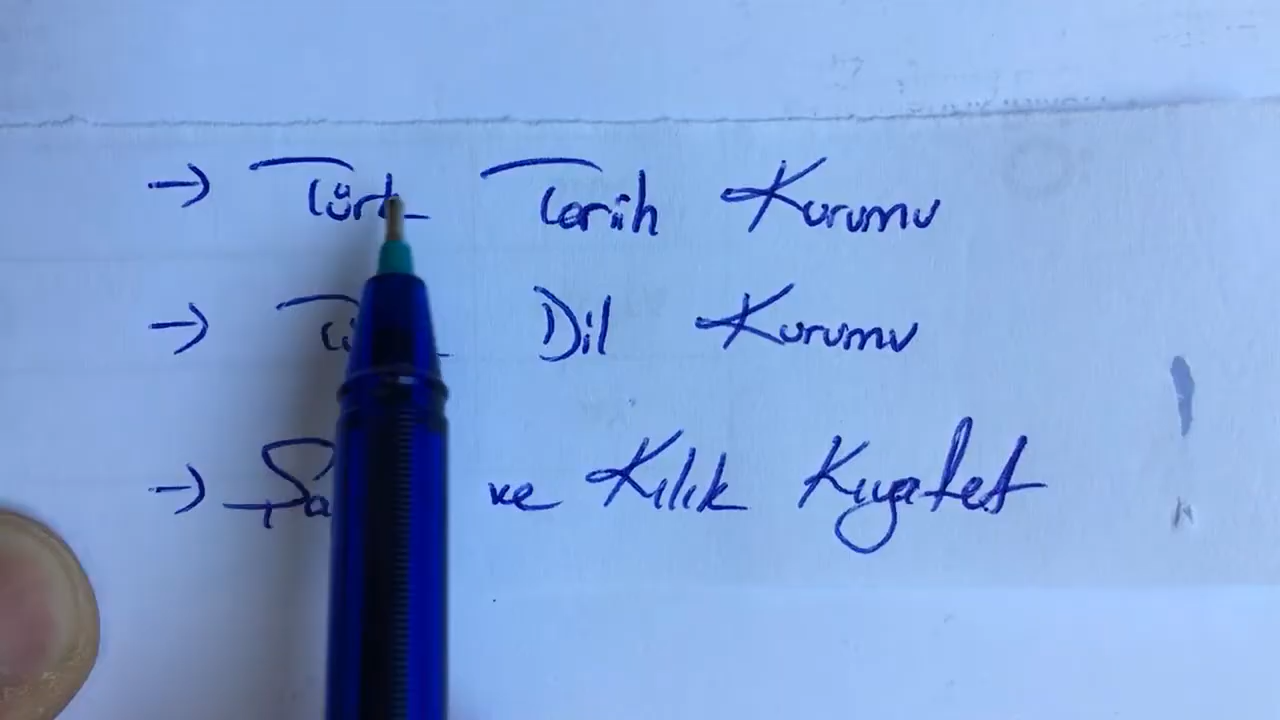 → Türk Tarih Kurumu
→ Dil Kurumu
→ ve Kılık Kıyafet